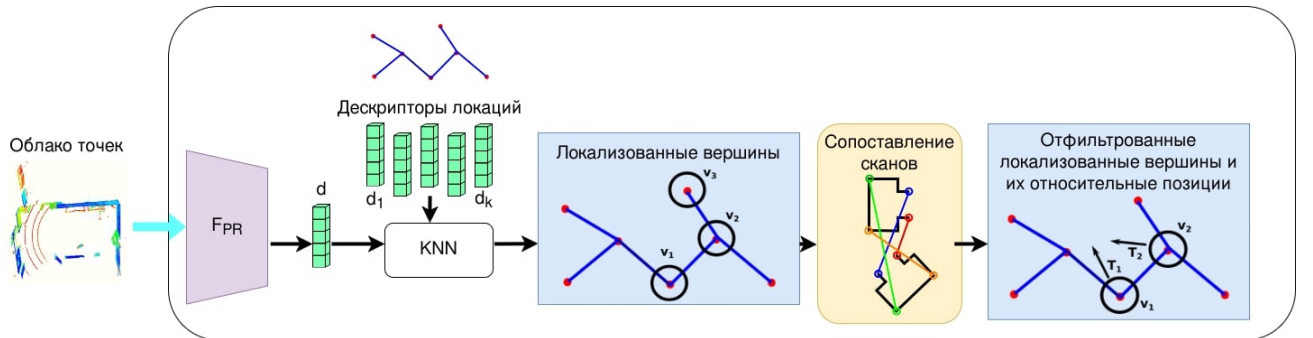 Облако точек
F_PR
d
Дескрипторы локаций
d_1
d_k
KNN
Локализованные вершины
v_3
v_2
v_1
Сопоставление
сканов
Отфильтрованные
локализованные вершины и
их относительные позиции
v_2
T_2
T_1
v_1